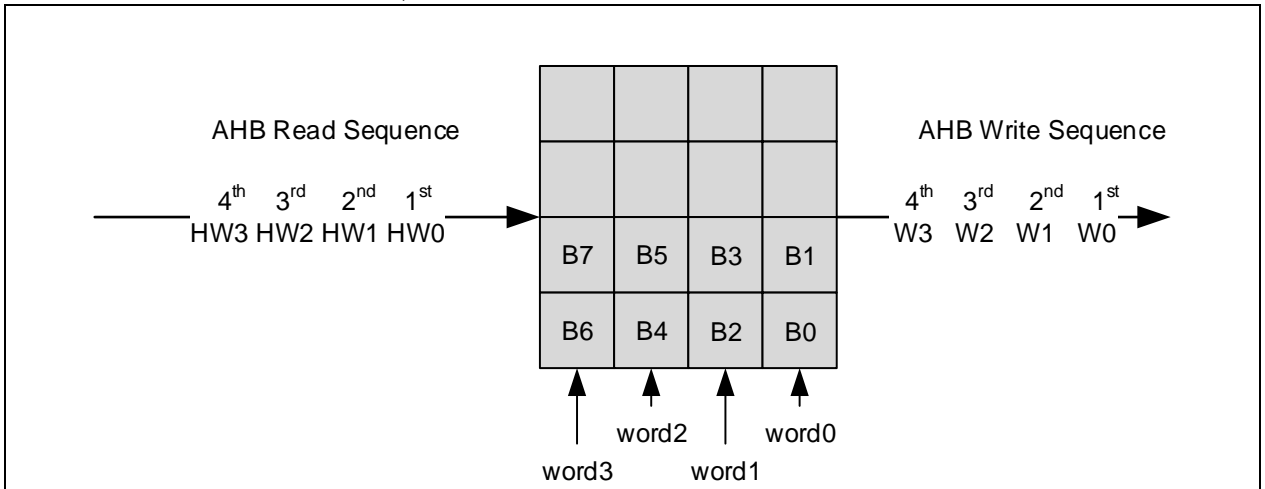 AHB Read Sequence
AHB Write Sequence
4th 3rd 2nd 1st
HW3 HW2 HW1 HW0
4th 3rd 2nd 1st
W3 W2 W1 W0
B7 B5 B3 B1
B6 B4 B2 B0
word2 word0
word3 word1